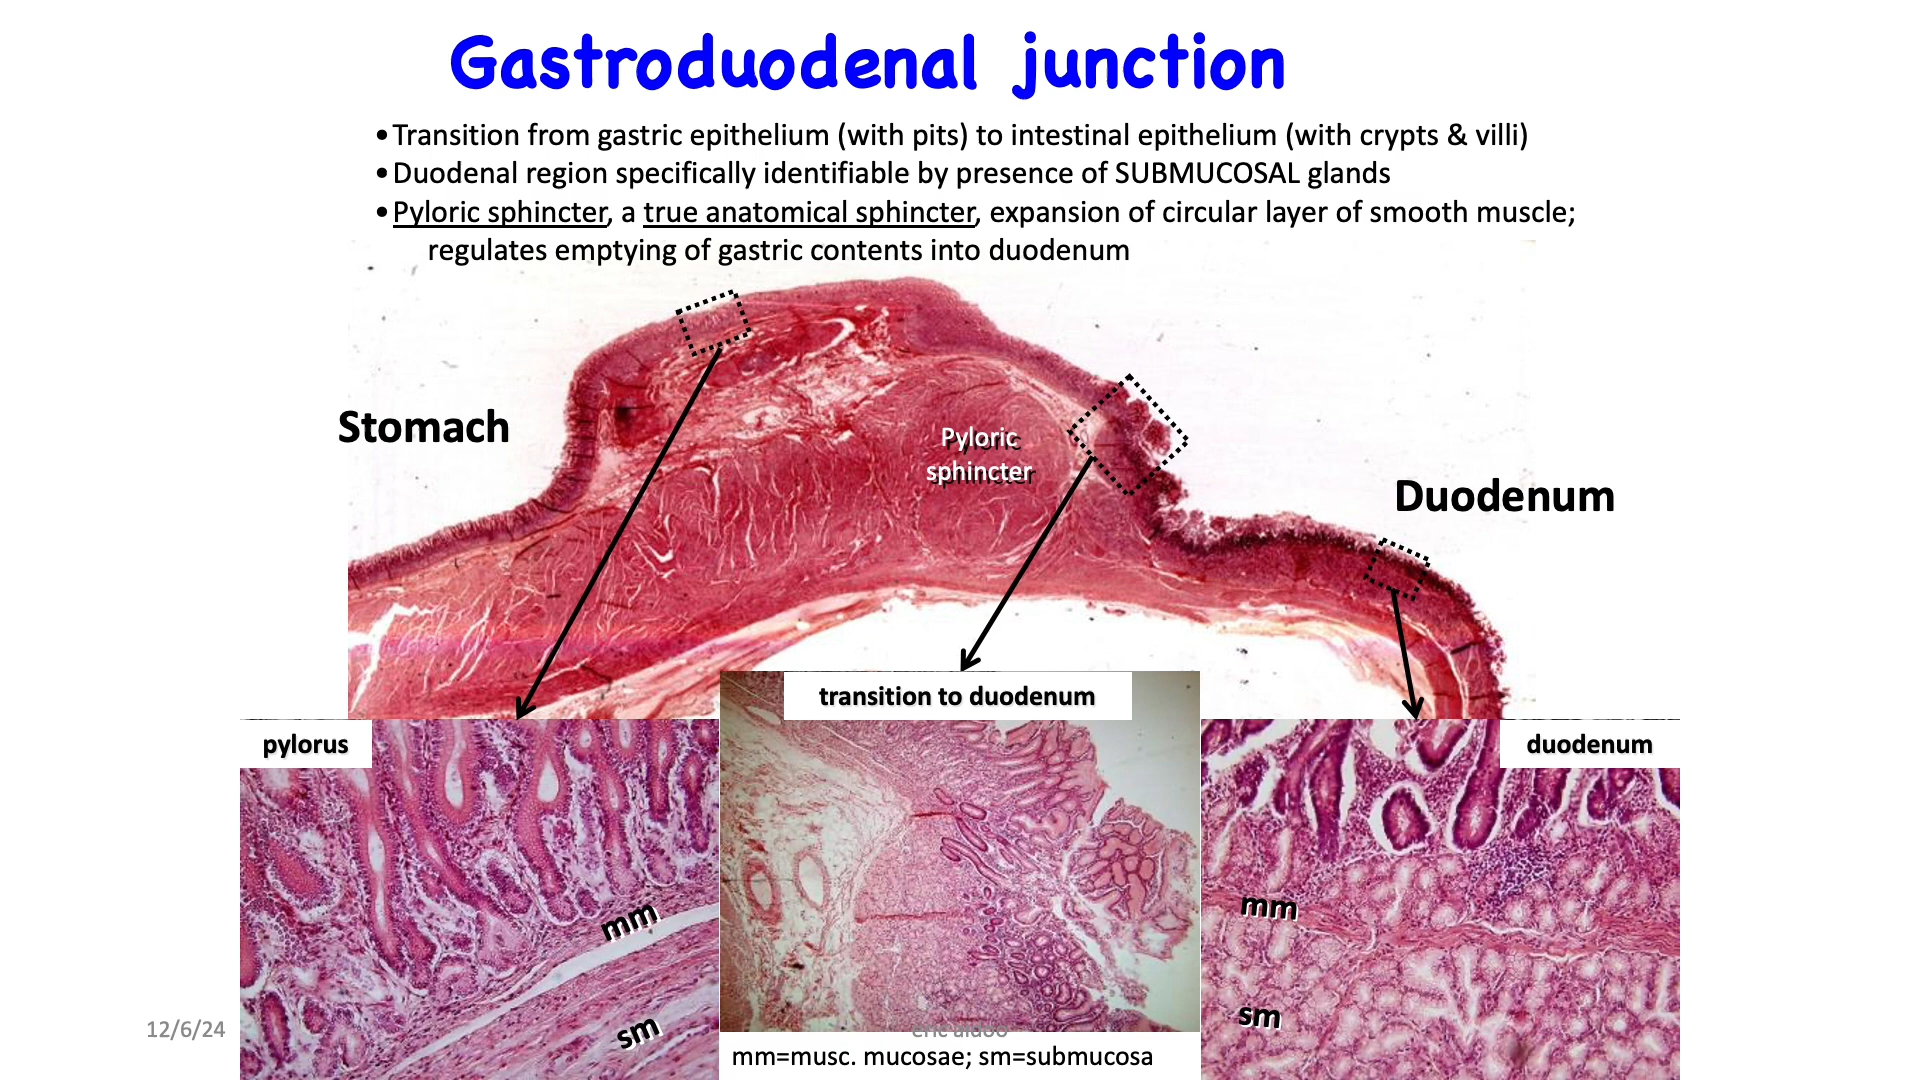 Gastroduodenal junction
•Transition from gastric epithelium (with pits) to intestinal epithelium (with crypts & villi)
•Duodenal region specifically identifiable by presence of SUBMUCOSAL glands
•Pyloric sphincter, a true anatomical sphincter, expansion of circular layer of smooth muscle;
regulates emptying of gastric contents into duodenum
Stomach
Pyloric
sphincter
Duodenum
transition to duodenum
pylorus
duodenum
mm
mm
sm
sm
12/6/24
eric aidoo
mm=musc. mucosae; sm=submucosa